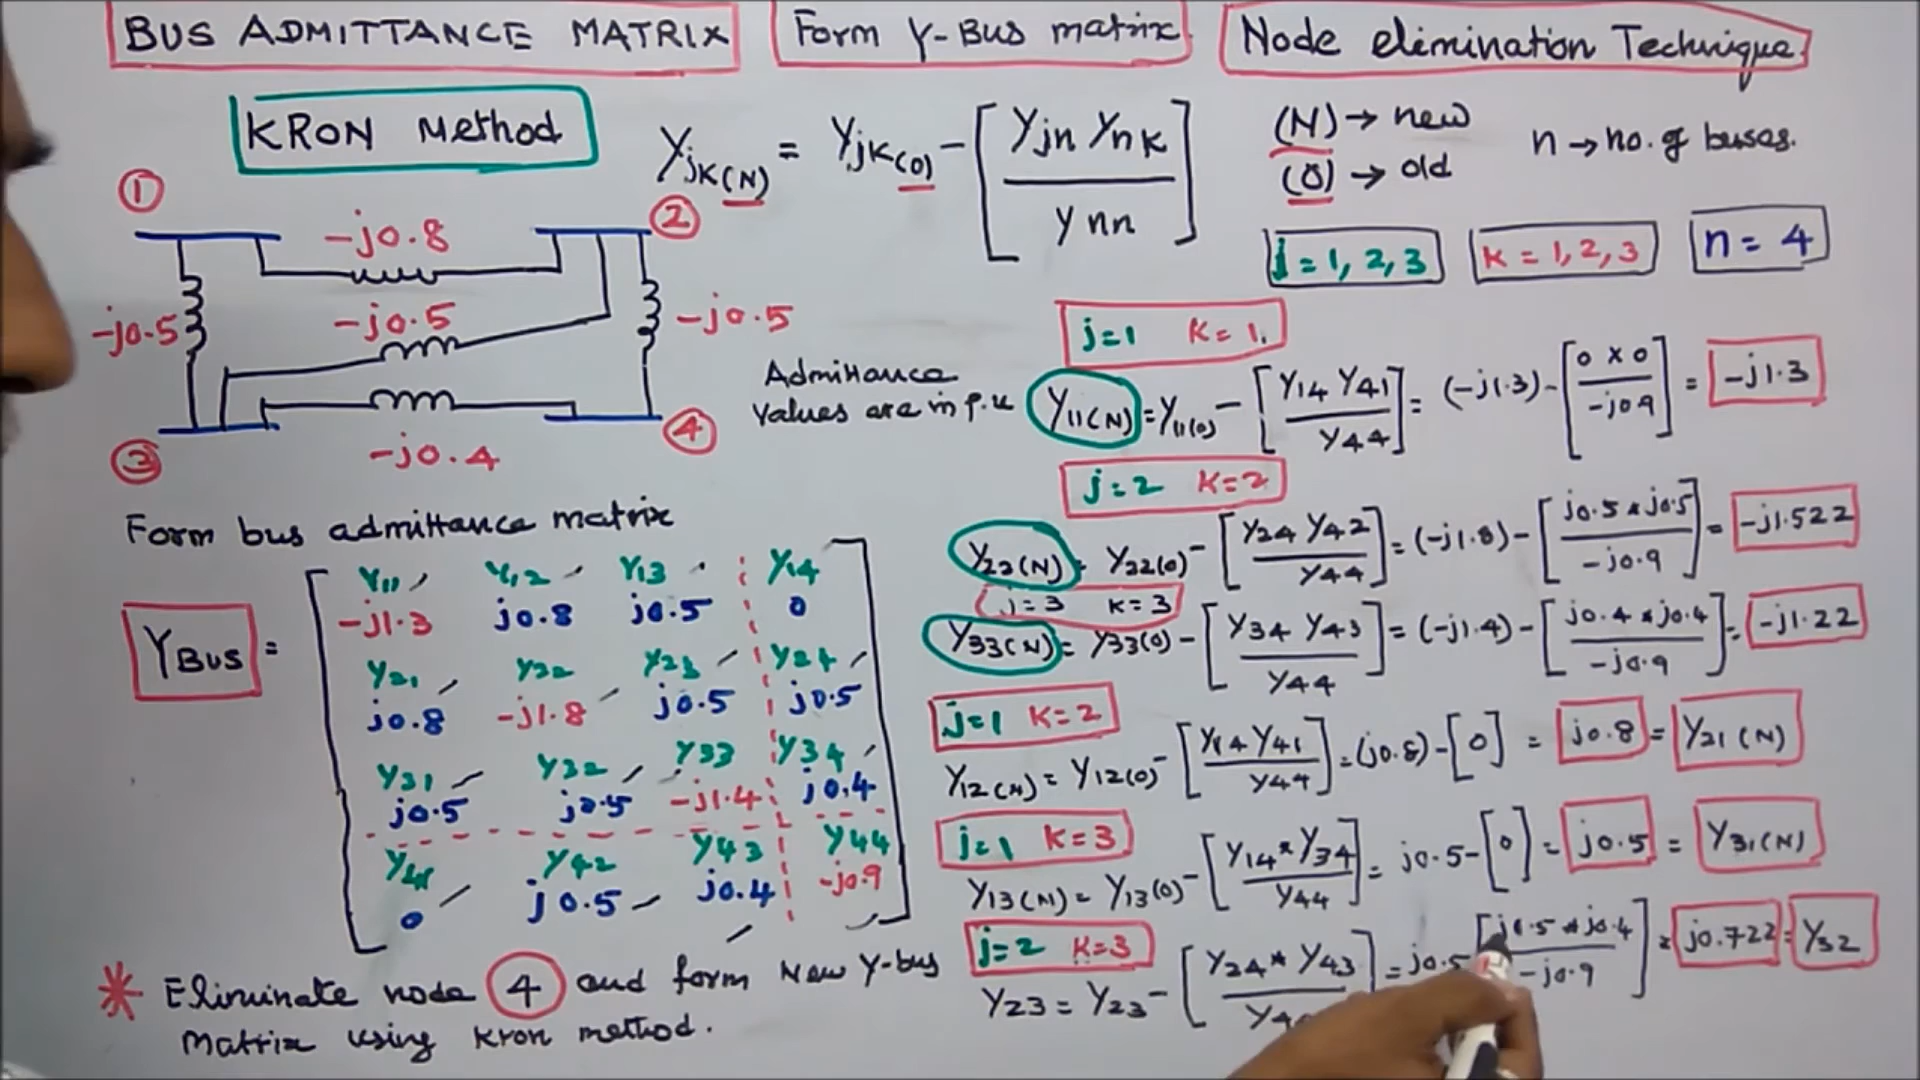 BUS ADMITTANCE MATRIX
Form Y-Bus matrix
Node elimination Technique.
KRON Method
Yjk(N) = Yjk(0) - [Yjn Ynk / Ynn]
(N) → new
(O) → old
n → no. of buses.
j = 1, 2, 3
K = 1, 2, 3
n = 4
1
2
-j0.8
-j0.5
-j0.5
-j0.5
3
-j0.4
4
Admittance
Values are in p.u
Form bus admittance matrix
YBus =
Y11 Y12 Y13 Y14
-j1.3 j0.8 j0.5 0
Y21 Y22 Y23 Y24
j0.8 -j1.8 j0.5 j0.5
Y31 Y32 Y33 Y34
j0.5 j0.5 -j1.4 j0.4
Y41 Y42 Y43 Y44
0 j0.5 j0.4 -j0.9
* Eliminate node 4 and form New Y-bus
Matrix using Kron method.
j=1 K=1.
Y11(N) = Y11(0) - [Y14 Y41 / Y44] = (-j1.3) - [0 x 0 / -j0.9] = -j1.3
j=2 K=2
Y22(N) = Y22(0) - [Y24 Y42 / Y44] = (-j1.8) - [j0.5 * j0.5 / -j0.9] = -j1.522
j=3 K=3
Y33(N) = Y33(0) - [Y34 Y43 / Y44] = (-j1.4) - [j0.4 * j0.4 / -j0.9] = -j1.22
j=1 K=2
Y12(N) = Y12(0) - [Y14 Y41 / Y44] = (j0.8) - [0] = j0.8 = Y21(N)
j=1 K=3
Y13(N) = Y13(0) - [Y14 * Y34 / Y44] = j0.5 - [0] = j0.5 = Y31(N)
j=2 K=3
Y23 = Y23 - [Y24 * Y43 / Y4] = j0.5 [j0.5 * j0.4 / -j0.9] = j0.722 = Y32